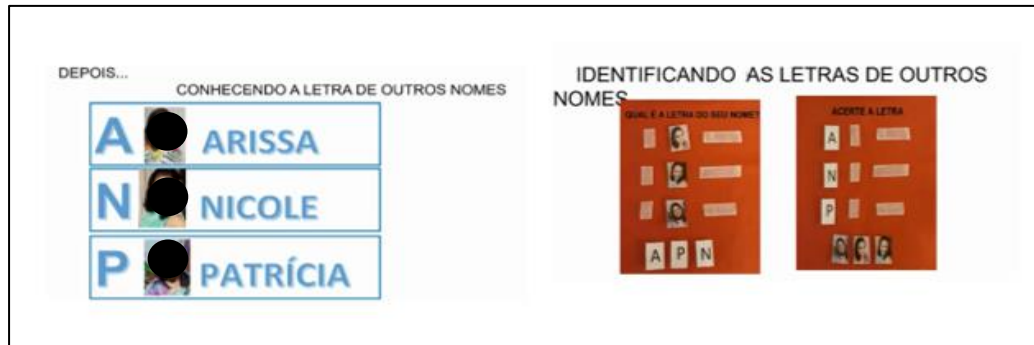 DEPOIS...
CONHECENDO A LETRA DE OUTROS NOMES
A ARISSA
N NICOLE
P PATRÍCIA
IDENTIFICANDO AS LETRAS DE OUTROS
NOMES
QUAL É A LETRA DO SEU NOME?
A P N
ACERTE A LETRA
A
N
P